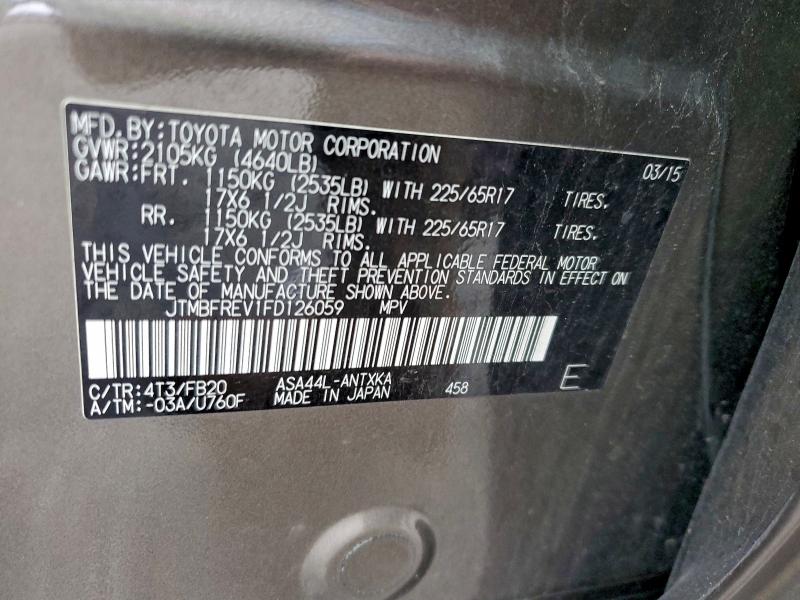 MFD. BY: TOYOTA MOTOR CORPORATION 03/15
GVWR: 2105KG (4640LB)
GAWR: FRT. 1150KG (2535LB) WITH 225/65R17 TIRES.
17X6 1/2J RIMS.
RR. 1150KG (2535LB) WITH 225/65R17 TIRES.
17X6 1/2J RIMS.
THIS VEHICLE CONFORMS TO ALL APPLICABLE FEDERAL MOTOR
VEHICLE SAFETY AND THEFT PREVENTION STANDARDS IN EFFECT ON
THE DATE OF MANUFACTURE SHOWN ABOVE.
JTMBFREV1FD126059 MPV
C/TR: 4T3/FB20 ASA44L-ANTXKA 458 E
A/TM: -03A/U760F MADE IN JAPAN